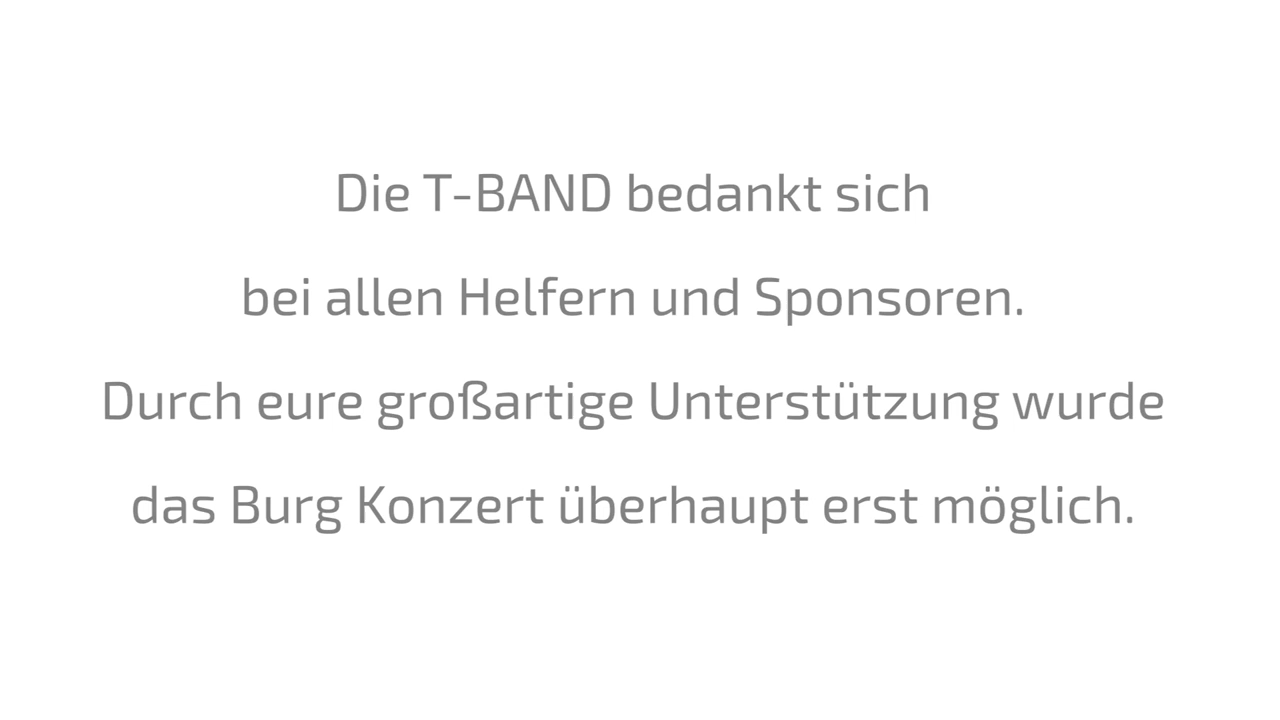 Die T-BAND bedankt sich
bei allen Helfern und Sponsoren.
Durch eure großartige Unterstützung wurde
das Burg Konzert überhaupt erst möglich.